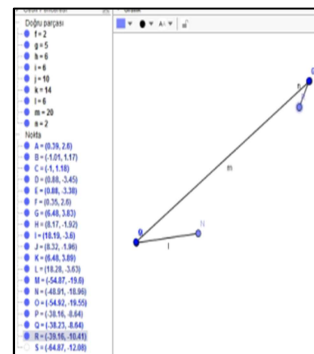 Doğru parçası
f = 2
g = 5
h = 6
i = 6
j = 10
k = 14
l = 6
m = 20
n = 2
Nokta
A = (0.39, 2.6)
B = (-1.01, 1.17)
C = (-1, 1.18)
D = (0.88, -3.45)
E = (0.88, -3.38)
F = (0.35, 2.6)
G = (6.48, 3.83)
H = (8.17, -1.92)
I = (18.19, -3.6)
J = (8.32, -1.96)
K = (6.48, 3.89)
L = (18.28, -3.63)
M = (-54.87, -19.6)
N = (-48.91, -18.96)
O = (-54.92, -19.55)
P = (-38.16, -8.64)
Q = (-38.23, -8.64)
R = (-39.16, -10.41)
S = (-64.87, -12.08)
m
N
l